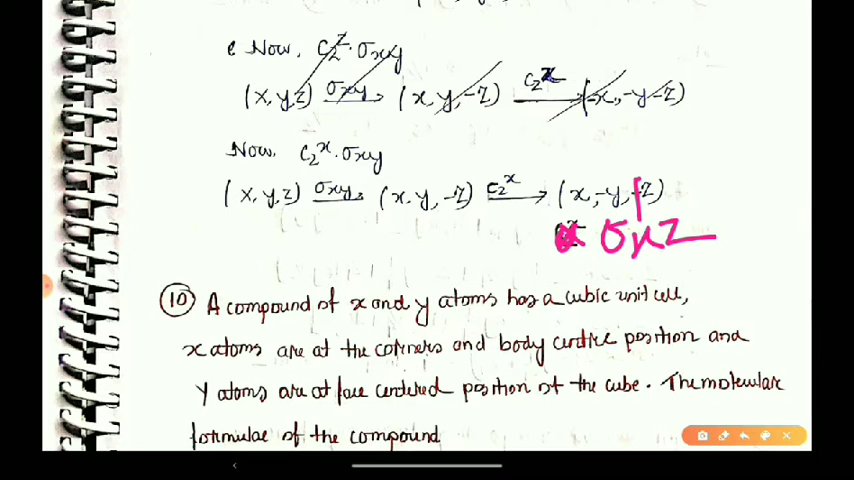 e Now, C₂ᶻ·σxy
(x,y,z) σxy→ (x,y,-z) C₂ˣ→ (-x,-y-z)
Now, C₂ˣ·σxy
(x,y,z) σxy→ (x,y,-z) C₂ˣ→ (x,-y,-z)
σxz
10 A compound of x and y atoms has a cubic unit cell,
x atoms are at the corners and body centre position and
y atoms are at face centered position of the cube. The molecular
formulae of the compound